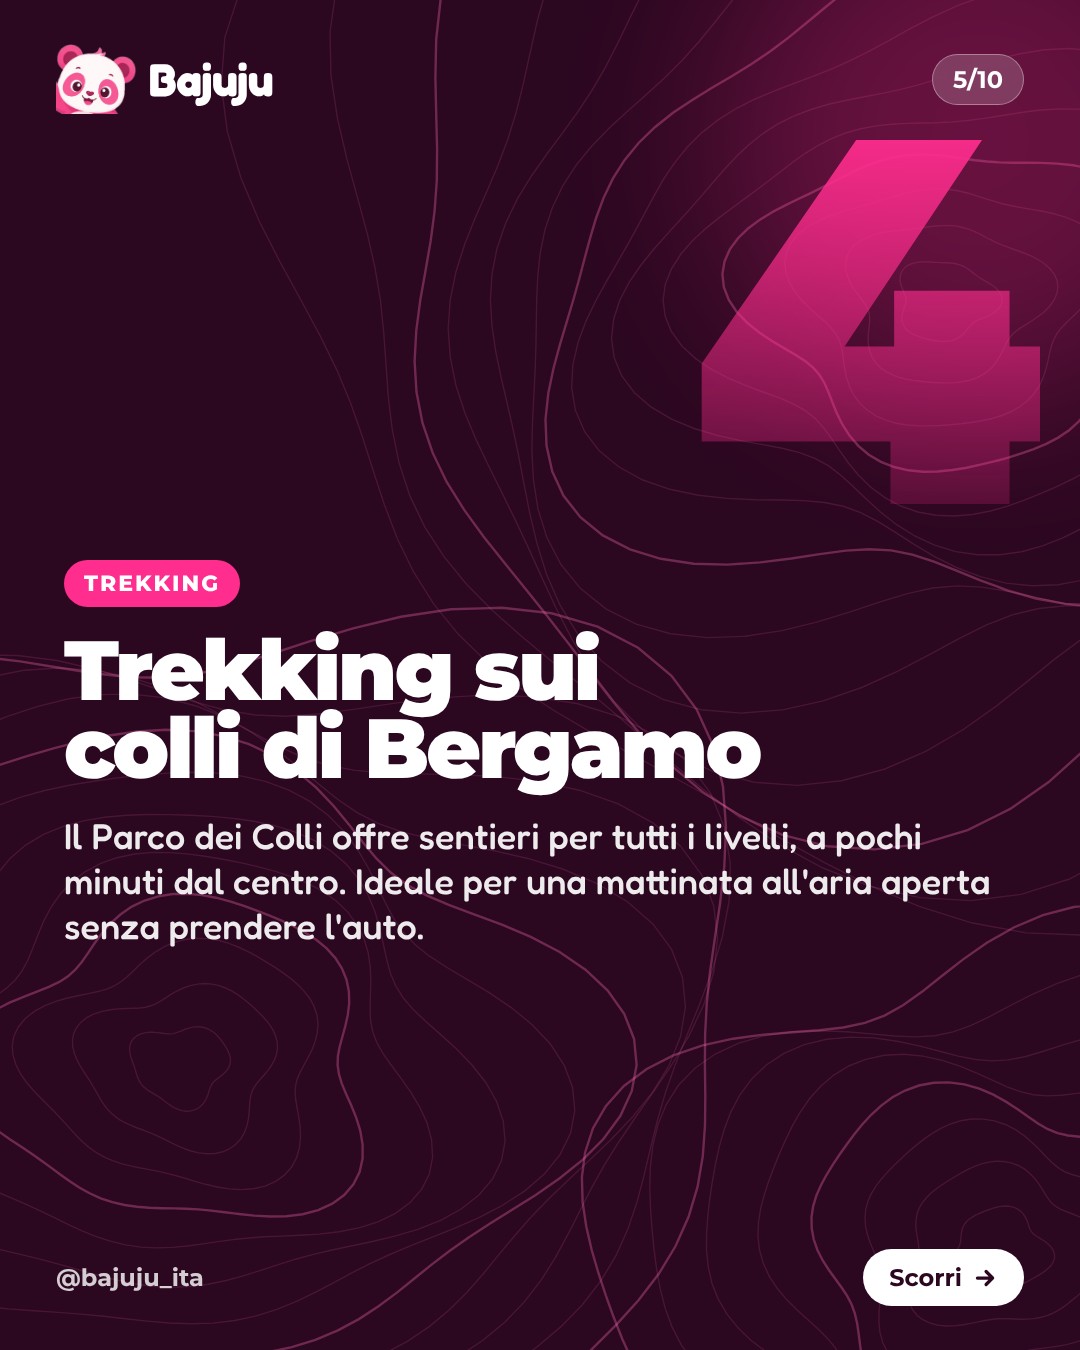 Bajuju
5/10
4
TREKKING
Trekking sui
colli di Bergamo
Il Parco dei Colli offre sentieri per tutti i livelli, a pochi
minuti dal centro. Ideale per una mattinata all'aria aperta
senza prendere l'auto.
@bajuju_ita
Scorri →